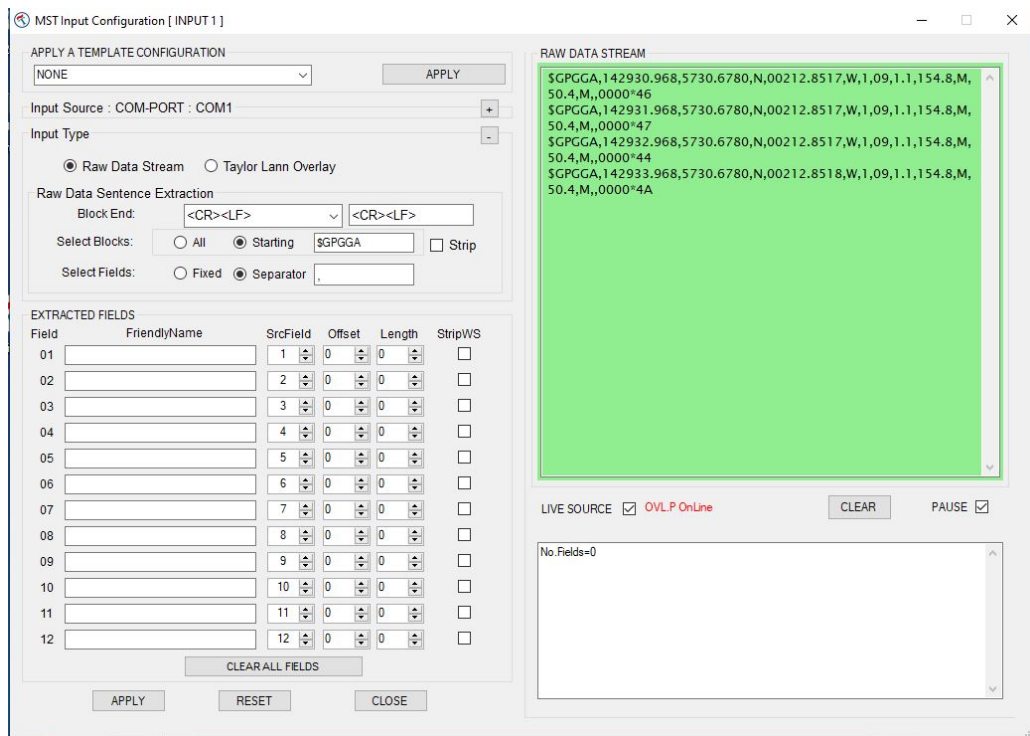 MST Input Configuration [ INPUT 1 ]
APPLY A TEMPLATE CONFIGURATION
NONE
APPLY
Input Source : COM-PORT : COM1
+
Input Type
-
Raw Data Stream
Taylor Lann Overlay
Raw Data Sentence Extraction
Block End:
<CR><LF>
<CR><LF>
Select Blocks:
All
Starting
$GPGGA
Strip
Select Fields:
Fixed
Separator
,
EXTRACTED FIELDS
Field FriendlyName SrcField Offset Length StripWS
01 1 0 0
02 2 0 0
03 3 0 0
04 4 0 0
05 5 0 0
06 6 0 0
07 7 0 0
08 8 0 0
09 9 0 0
10 10 0 0
11 11 0 0
12 12 0 0
CLEAR ALL FIELDS
APPLY
RESET
CLOSE
RAW DATA STREAM
$GPGGA,142930.968,5730.6780,N,00212.8517,W,1,09,1.1,154.8,M,
50.4,M,,0000*46
$GPGGA,142931.968,5730.6780,N,00212.8517,W,1,09,1.1,154.8,M,
50.4,M,,0000*47
$GPGGA,142932.968,5730.6780,N,00212.8517,W,1,09,1.1,154.8,M,
50.4,M,,0000*44
$GPGGA,142933.968,5730.6780,N,00212.8518,W,1,09,1.1,154.8,M,
50.4,M,,0000*4A
LIVE SOURCE
OVL.P OnLine
CLEAR
PAUSE
No.Fields=0